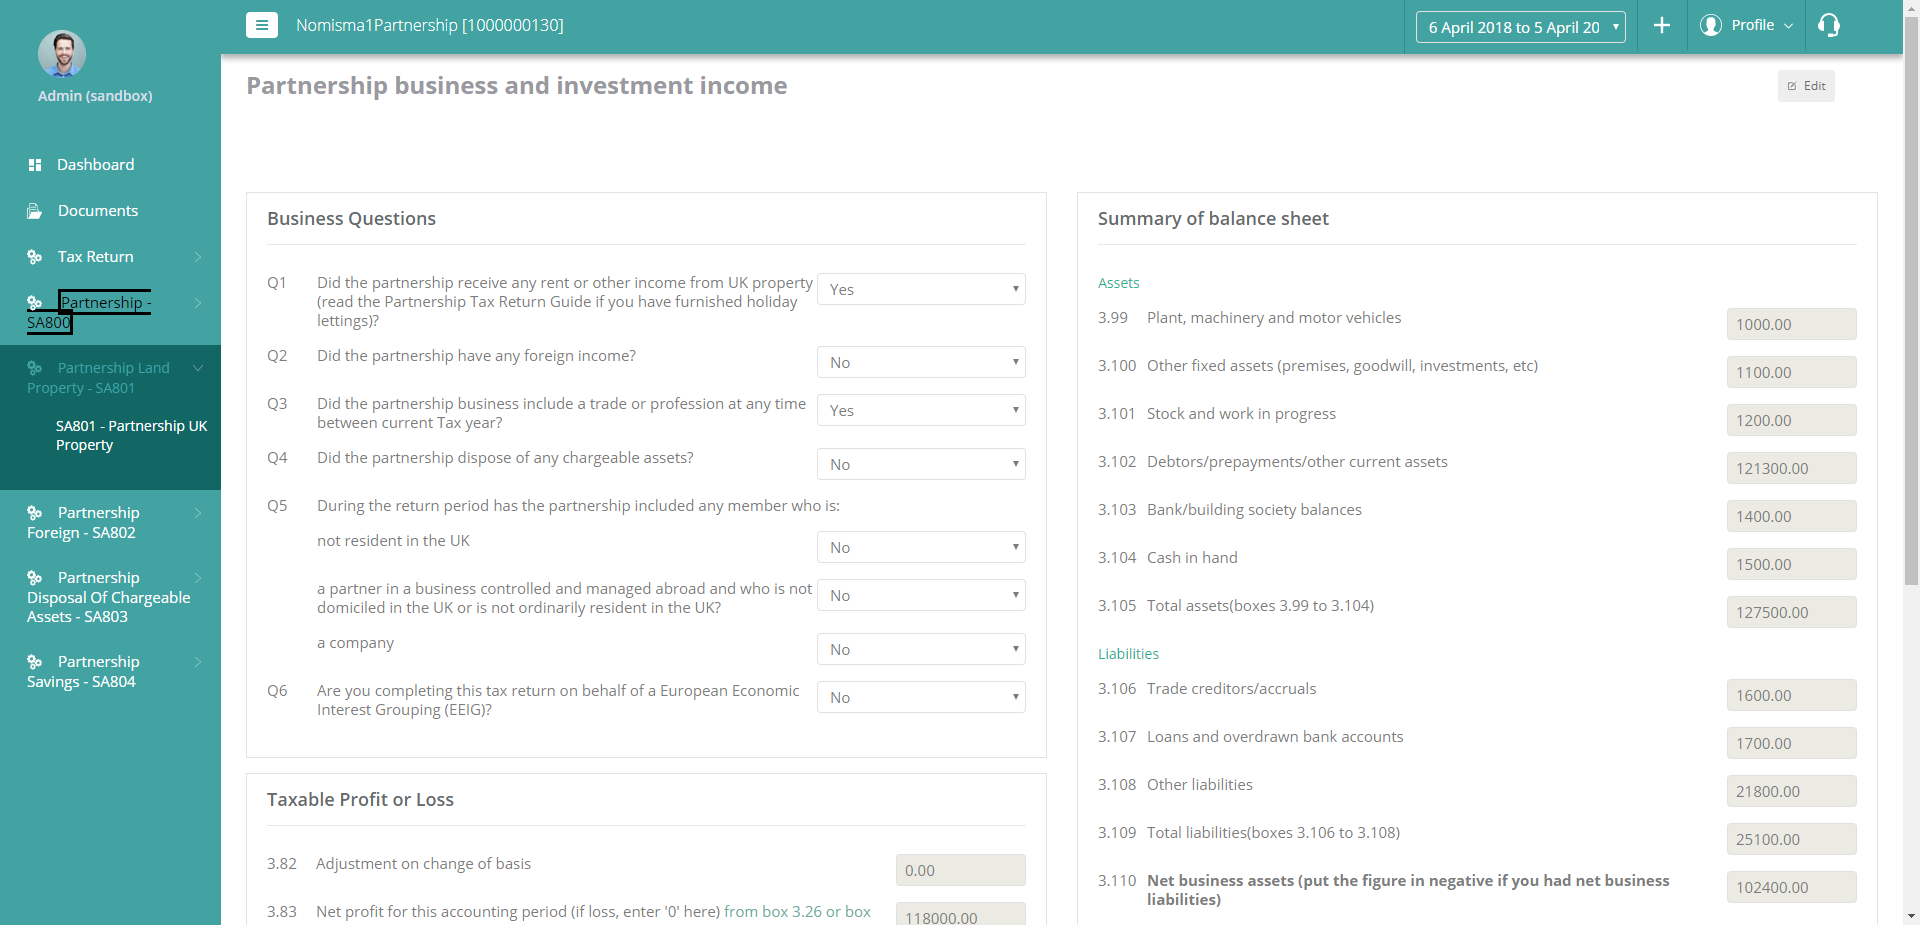 Nomisma1Partnership [1000000130]
6 April 2018 to 5 April 20
Profile
Admin (sandbox)
Dashboard
Documents
Tax Return
Partnership -
SA800
Partnership Land
Property - SA801
SA801 - Partnership UK
Property
Partnership
Foreign - SA802
Partnership
Disposal Of Chargeable
Assets - SA803
Partnership
Savings - SA804
Partnership business and investment income
Edit
Business Questions
Q1 Did the partnership receive any rent or other income from UK property Yes
(read the Partnership Tax Return Guide if you have furnished holiday
lettings)?
Q2 Did the partnership have any foreign income? No
Q3 Did the partnership business include a trade or profession at any time Yes
between current Tax year?
Q4 Did the partnership dispose of any chargeable assets? No
Q5 During the return period has the partnership included any member who is:
not resident in the UK No
a partner in a business controlled and managed abroad and who is not No
domiciled in the UK or is not ordinarily resident in the UK?
a company No
Q6 Are you completing this tax return on behalf of a European Economic No
Interest Grouping (EEIG)?
Taxable Profit or Loss
3.82 Adjustment on change of basis 0.00
3.83 Net profit for this accounting period (if loss, enter '0' here) from box 3.26 or box 118000.00
Summary of balance sheet
Assets
3.99 Plant, machinery and motor vehicles 1000.00
3.100 Other fixed assets (premises, goodwill, investments, etc) 1100.00
3.101 Stock and work in progress 1200.00
3.102 Debtors/prepayments/other current assets 121300.00
3.103 Bank/building society balances 1400.00
3.104 Cash in hand 1500.00
3.105 Total assets(boxes 3.99 to 3.104) 127500.00
Liabilities
3.106 Trade creditors/accruals 1600.00
3.107 Loans and overdrawn bank accounts 1700.00
3.108 Other liabilities 21800.00
3.109 Total liabilities(boxes 3.106 to 3.108) 25100.00
3.110 Net business assets (put the figure in negative if you had net business 102400.00
liabilities)